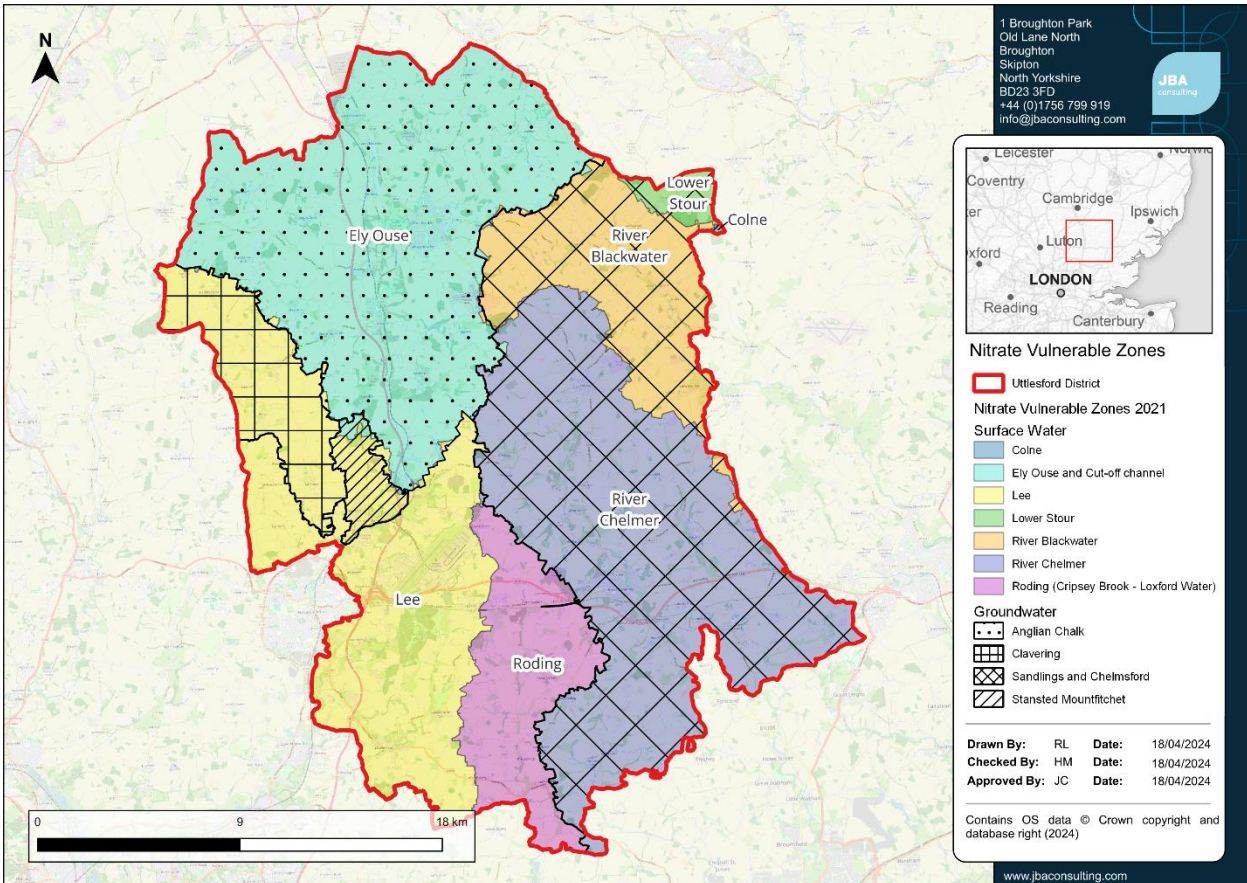 N
1 Broughton Park
Old Lane North
Broughton
Skipton
North Yorkshire
BD23 3FD
+44 (0)1756 799 919
info@jbaconsulting.com
JBA
consulting
Leicester
Coventry
Cambridge
Ipswich
Luton
LONDON
Reading
Canterbury
Nitrate Vulnerable Zones
Uttlesford District
Nitrate Vulnerable Zones 2021
Surface Water
Colne
Ely Ouse and Cut-off channel
Lee
Lower Stour
River Blackwater
River Chelmer
Roding (Cripsey Brook - Loxford Water)
Groundwater
Anglian Chalk
Clavering
Sandlings and Chelmsford
Stansted Mountfitchet
Drawn By: RL Date: 18/04/2024
Checked By: HM Date: 18/04/2024
Approved By: JC Date: 18/04/2024
Contains OS data © Crown copyright and
database right (2024)
www.jbaconsulting.com
Lower
Stour
Colne
Ely Ouse
River
Blackwater
River
Chelmer
Lee
Roding
0 9 18 km